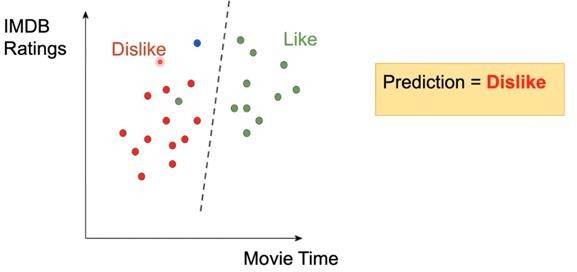 IMDB
Ratings
Dislike
Like
Prediction = Dislike
Movie Time